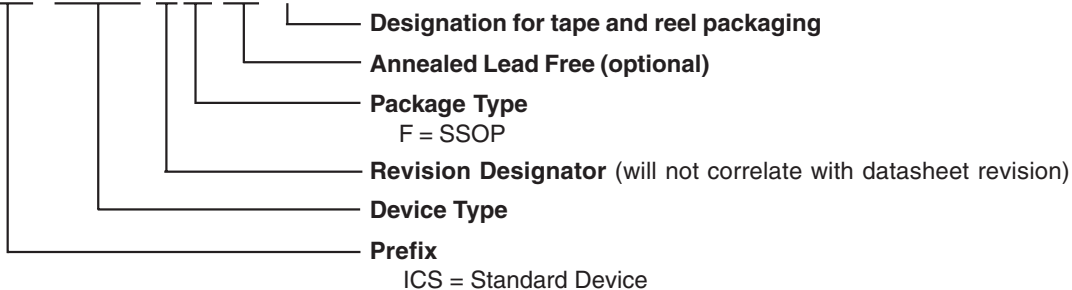 Designation for tape and reel packaging
Annealed Lead Free (optional)
Package Type
F = SSOP
Revision Designator (will not correlate with datasheet revision)
Device Type
Prefix
ICS = Standard Device